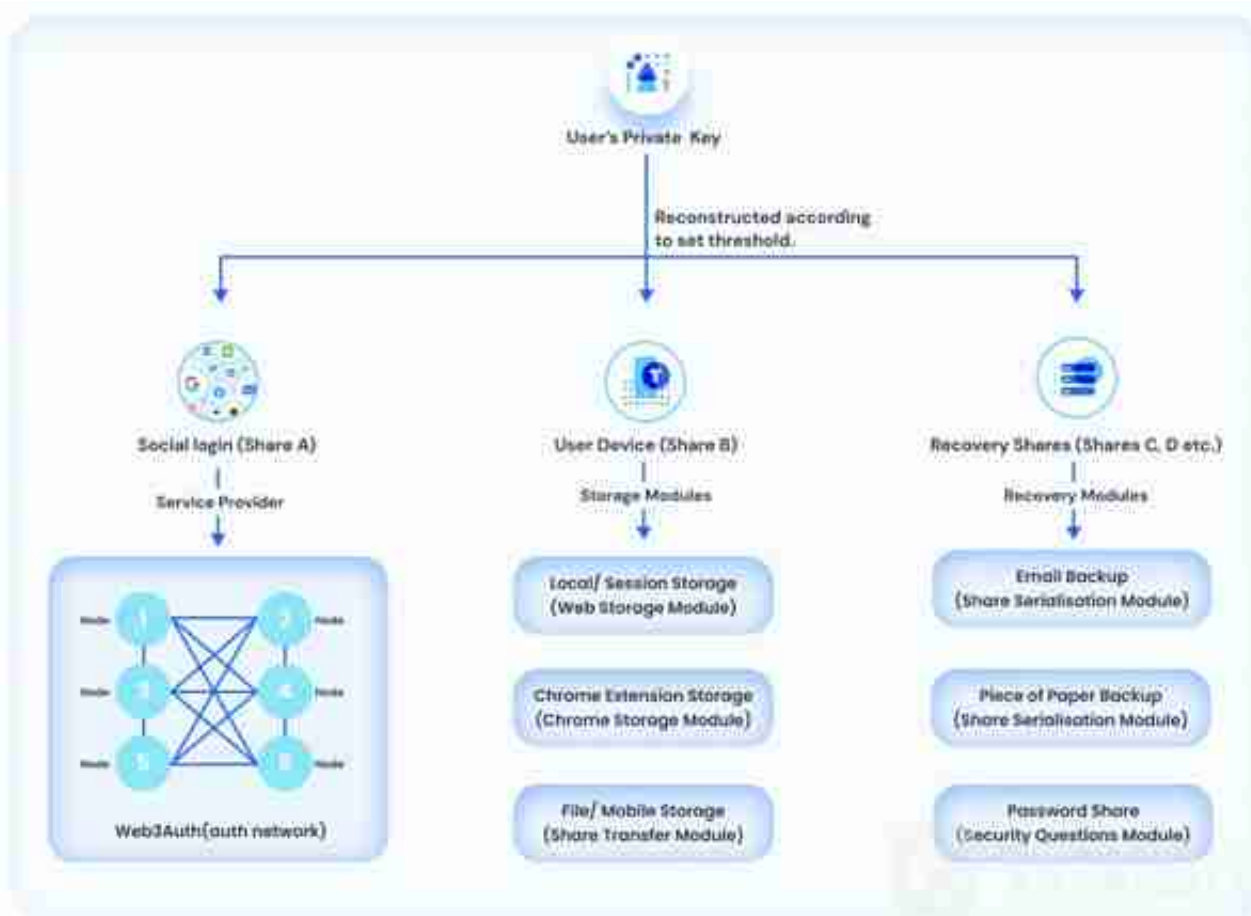 User's Private Key
Reconstructed according
to set threshold.
Social login (Share A)
User Device (Share B)
Recovery Shares (Shares C, D etc.)
Service Provider
Storage Modules
Recovery Modules
Node 1 2 Node
Node 3 4 Node
Node 5 6 Node
Web3Auth(auth network)
Local/ Session Storage
(Web Storage Module)
Chrome Extension Storage
(Chrome Storage Module)
File/ Mobile Storage
(Share Transfer Module)
Email Backup
(Share Serialisation Module)
Piece of Paper Backup
(Share Serialisation Module)
Password Share
(Security Questions Module)